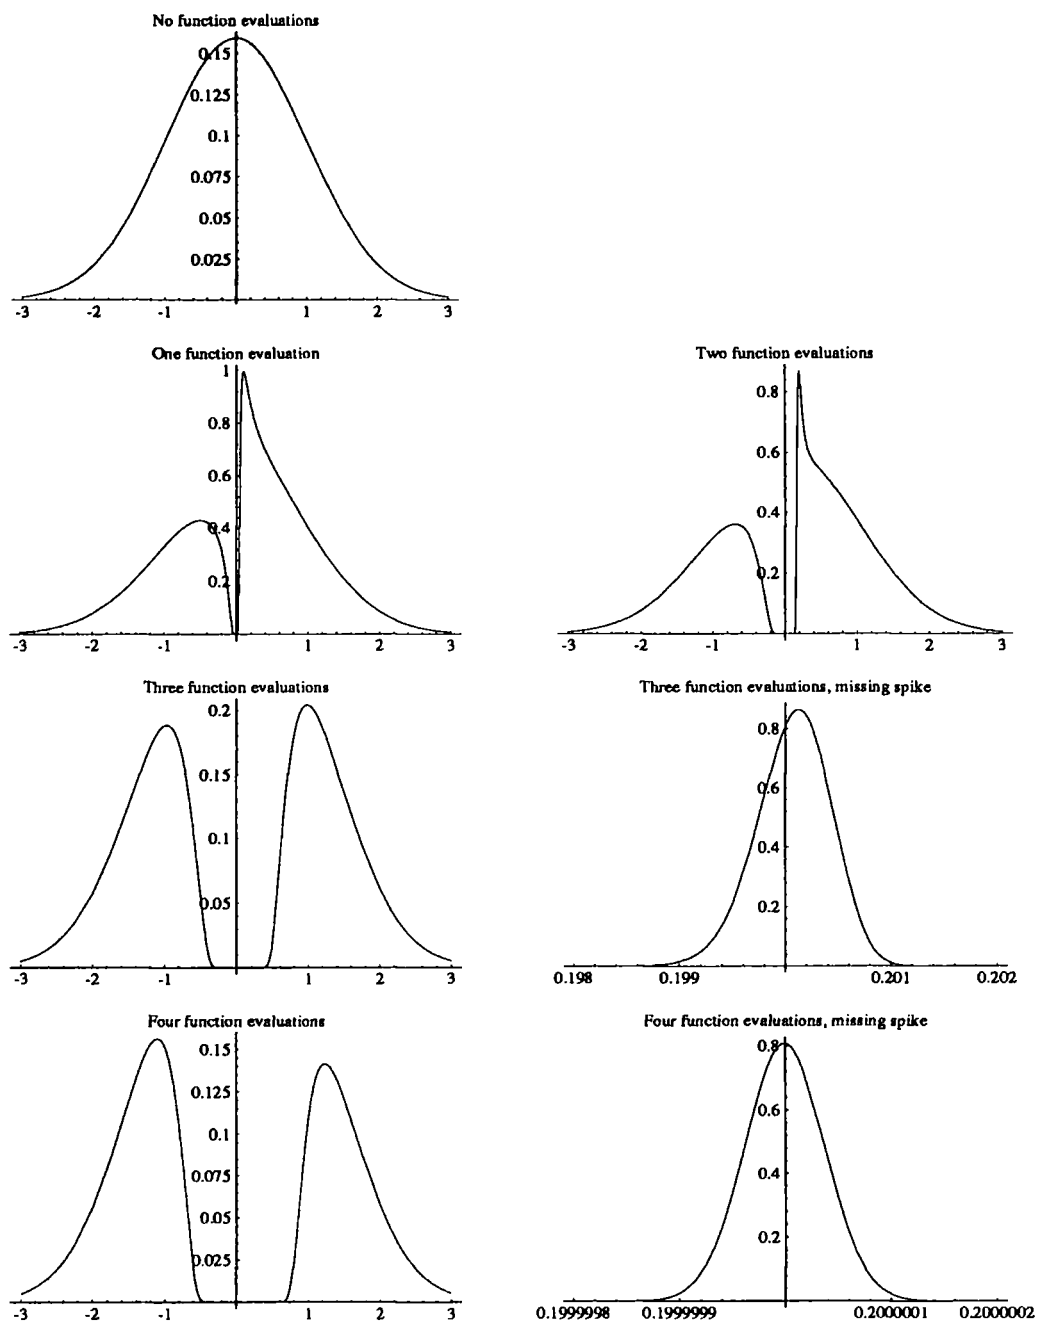 No function evaluations
0.15
0.125
0.1
0.075
0.05
0.025
-3 -2 -1 1 2 3
One function evaluation
1
0.8
0.6
0.4
0.2
-3 -2 -1 1 2 3
Two function evaluations
0.8
0.6
0.4
0.2
-3 -2 -1 1 2 3
Three function evaluations
0.2
0.15
0.1
0.05
-3 -2 -1 1 2 3
Three function evaluations, missing spike
0.8
0.6
0.4
0.2
0.198 0.199 0.201 0.202
Four function evaluations
0.15
0.125
0.1
0.075
0.05
0.025
-3 -2 -1 1 2 3
Four function evaluations, missing spike
0.8
0.6
0.4
0.2
0.1999998 0.1999999 0.2000001 0.2000002